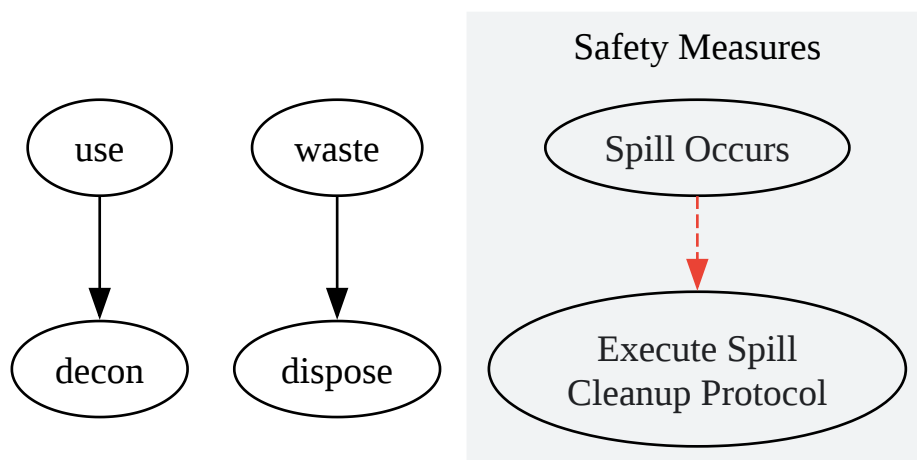 Safety Measures
use
waste
Spill Occurs
decon
dispose
Execute Spill
Cleanup Protocol